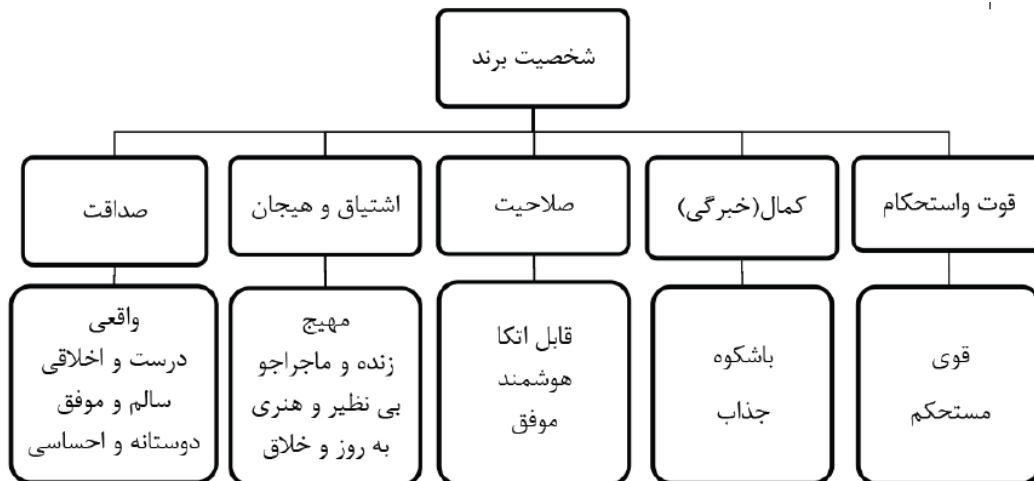 شخصیت برند
قوت واستحکام
کمال(خبرگی)
صلاحیت
اشتیاق و هیجان
صداقت
قوی
مستحکم
باشکوه
جذاب
قابل اتکا
هوشمند
موفق
مهیج
زنده و ماجراجو
بی نظیر و هنری
به روز و خلاق
واقعی
درست و اخلاقی
سالم و موفق
دوستانه و احساسی